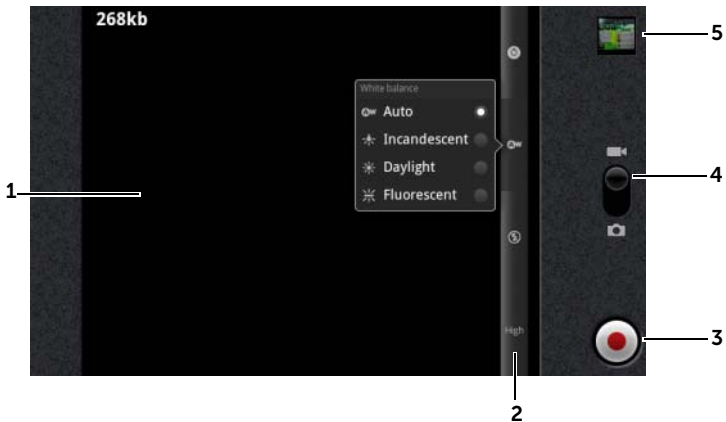 268kb
5
White balance
Auto
Incandescent
Daylight
Fluorescent
1
4
High
3
2